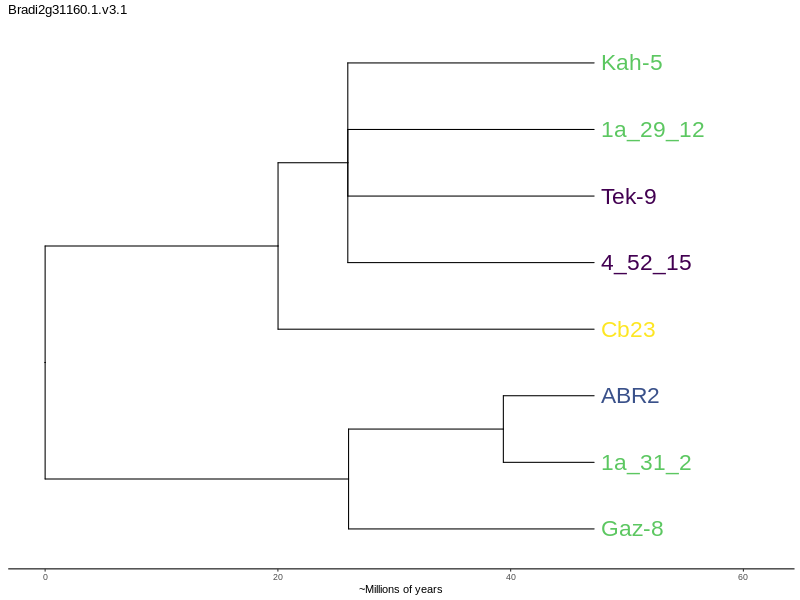 Bradi2g31160.1.v3.1
Kah-5
1a_29_12
Tek-9
4_52_15
Cb23
ABR2
1a_31_2
Gaz-8
0 20 40 60
~Millions of years